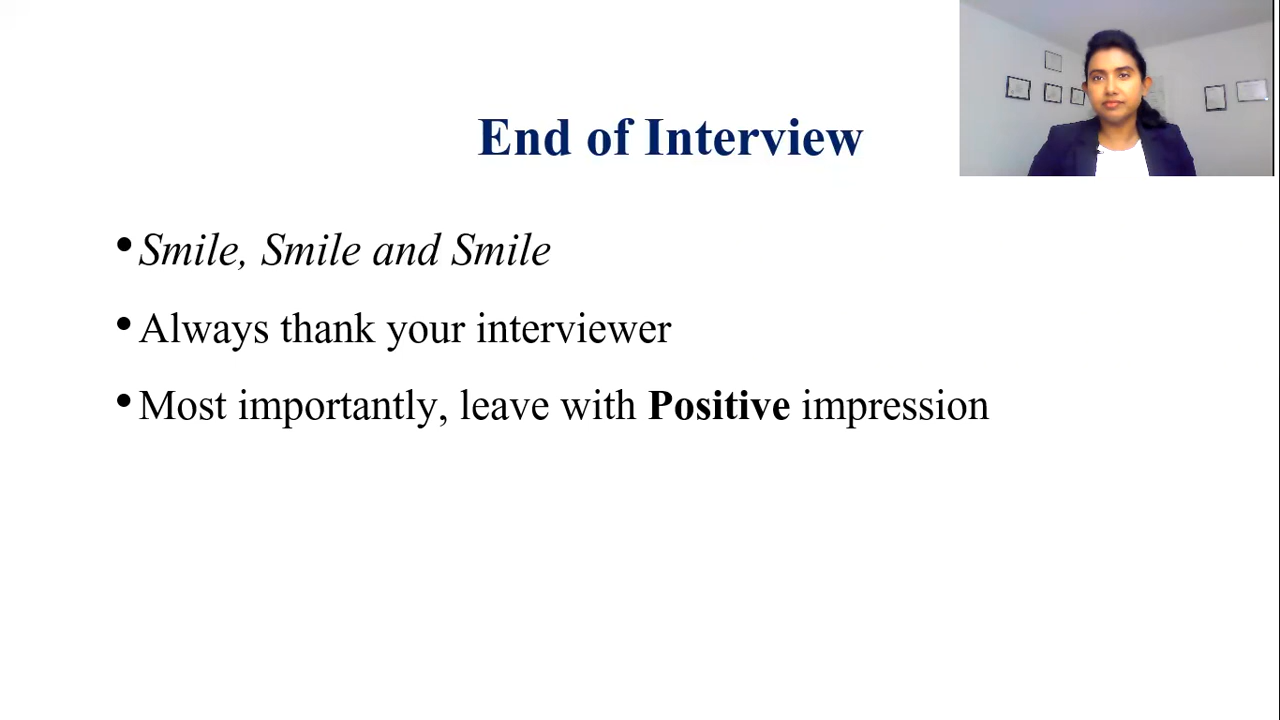 End of Interview
• Smile, Smile and Smile
• Always thank your interviewer
• Most importantly, leave with Positive impression